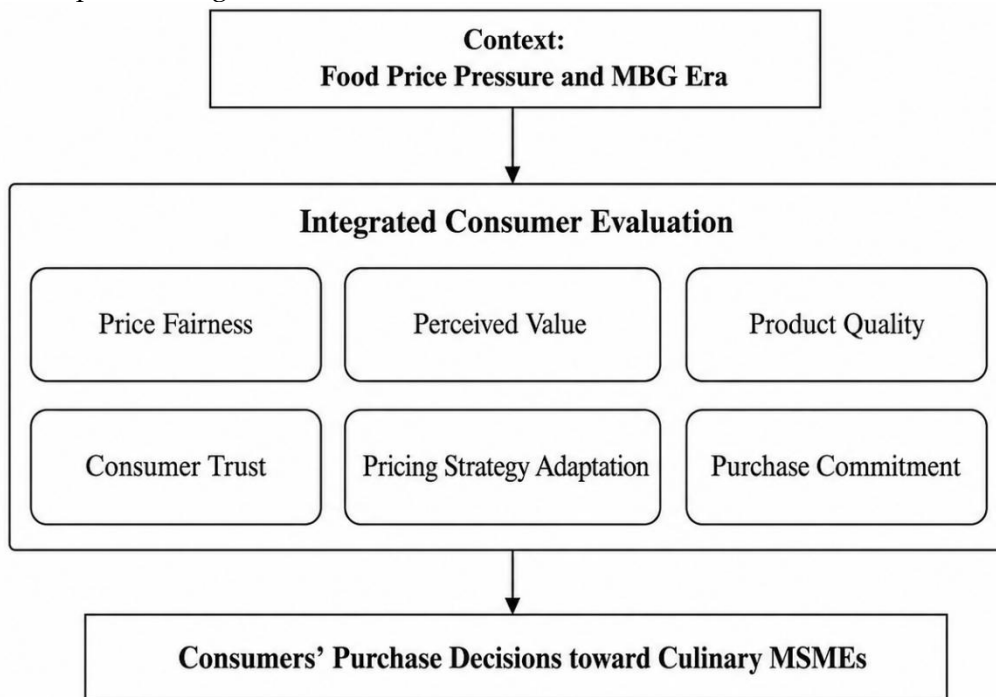 Context:
Food Price Pressure and MBG Era
Integrated Consumer Evaluation
Price Fairness
Perceived Value
Product Quality
Consumer Trust
Pricing Strategy Adaptation
Purchase Commitment
Consumers’ Purchase Decisions toward Culinary MSMEs